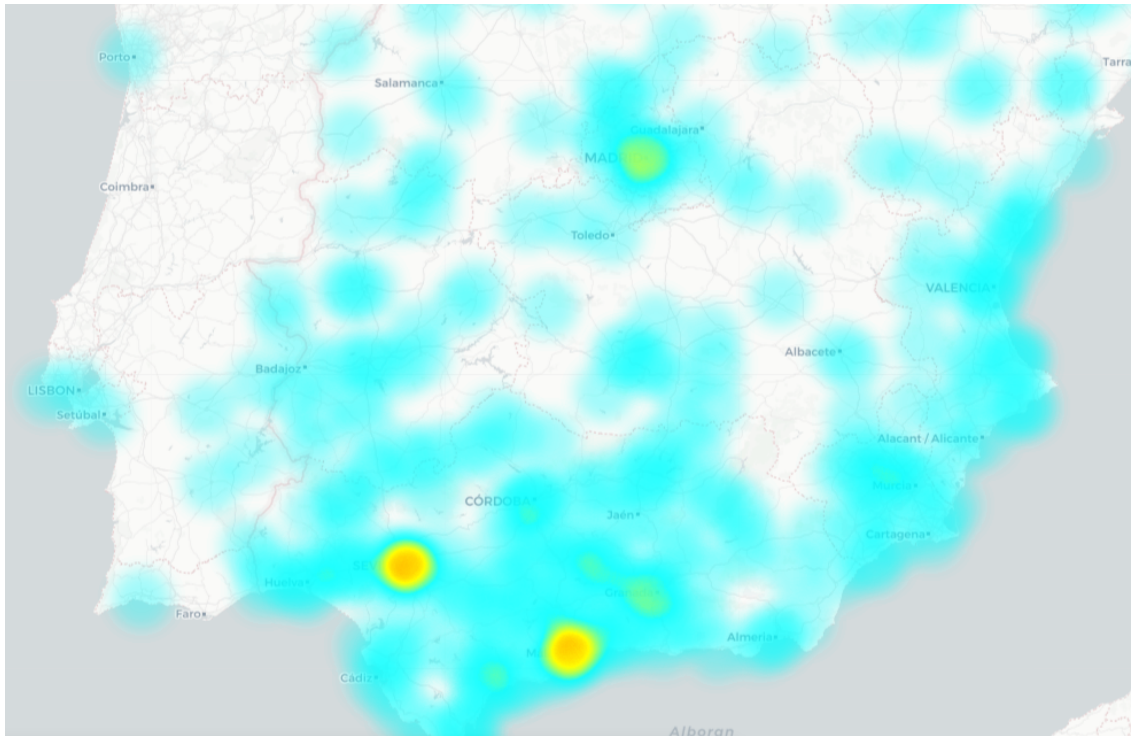 Porto
Salamanca
Tarra
Guadalajara
MADRID
Coimbra
Toledo
VALENCIA
Albacete
Badajoz
LISBON
Setúbal
Alacant / Alicante
Murcia
CÓRDOBA
Jaén
Cartagena
SE
Huelva
Granada
Faro
Almería
M
Cádiz
Alboran